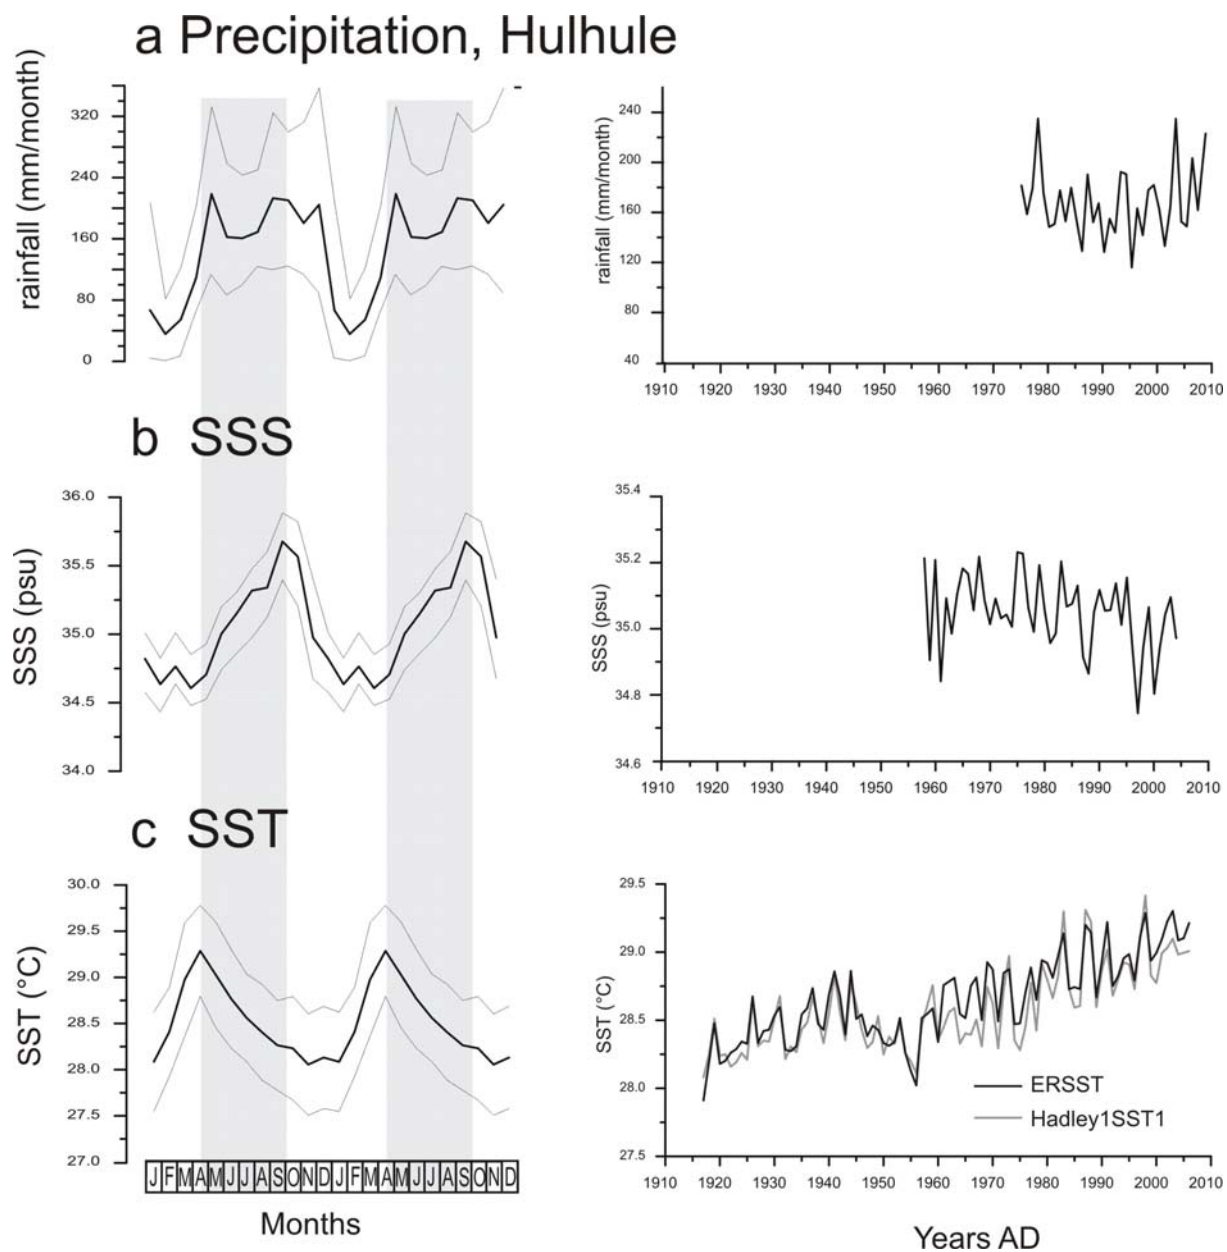 a Precipitation, Hulhule
rainfall (mm/month)
320
240
160
80
0
rainfall (mm/month)
240
200
160
120
80
40
1910 1920 1930 1940 1950 1960 1970 1980 1990 2000 2010
b SSS
SSS (psu)
36.0
35.5
35.0
34.5
34.0
SSS (psu)
35.4
35.2
35.0
34.8
34.6
1910 1920 1930 1940 1950 1960 1970 1980 1990 2000 2010
c SST
SST (°C)
30.0
29.5
29.0
28.5
28.0
27.5
27.0
J F M A M J J A S O N D J F M A M J J A S O N D
Months
SST (°C)
29.5
29.0
28.5
28.0
27.5
ERSST
Hadley1SST1
1910 1920 1930 1940 1950 1960 1970 1980 1990 2000 2010
Years AD